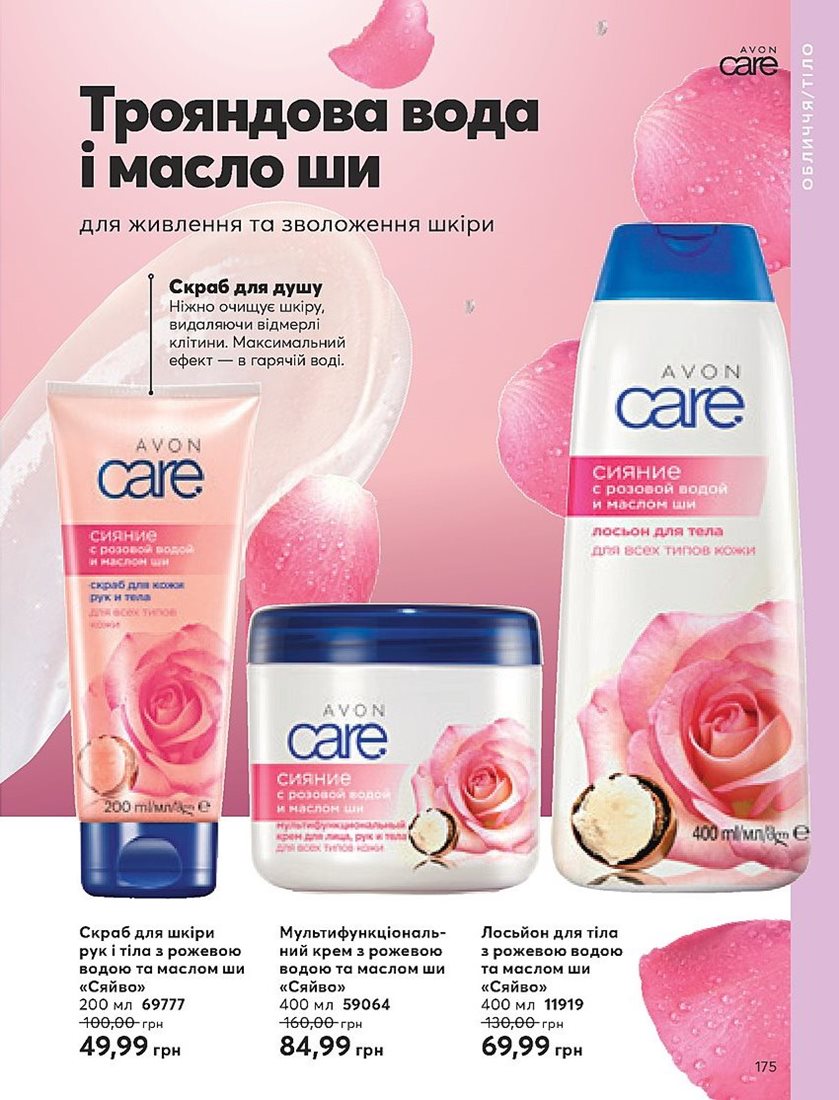 AVON
care
ОБЛИЧЧЯ/ТІЛО
Трояндова вода
і масло ши
для живлення та зволоження шкіри
Скраб для душу
Ніжно очищує шкіру,
видаляючи відмерлі
клітини. Максимальний
ефект — в гарячій воді.
AVON
care
СИЯНИЕ
с розовой водой
и маслом ши
скраб для кожи
рук и тела
для всех типов
кожи
200 ml/мл/მლ e
AVON
care
СИЯНИЕ
с розовой водой
и маслом ши
мультифункциональный
крем для лица, рук и тела
для всех типов кожи
AVON
care
СИЯНИЕ
с розовой водой
и маслом ши
лосьон для тела
для всех типов кожи
400 ml/мл/მლ e
Скраб для шкіри
рук і тіла з рожевою
водою та маслом ши
«Сяйво»
200 мл 69777
100,00 грн
49,99 грн
Мультифункціональ-
ний крем з рожевою
водою та маслом ши
«Сяйво»
400 мл 59064
160,00 грн
84,99 грн
Лосьйон для тіла
з рожевою водою
та маслом ши
«Сяйво»
400 мл 11919
130,00 грн
69,99 грн
175